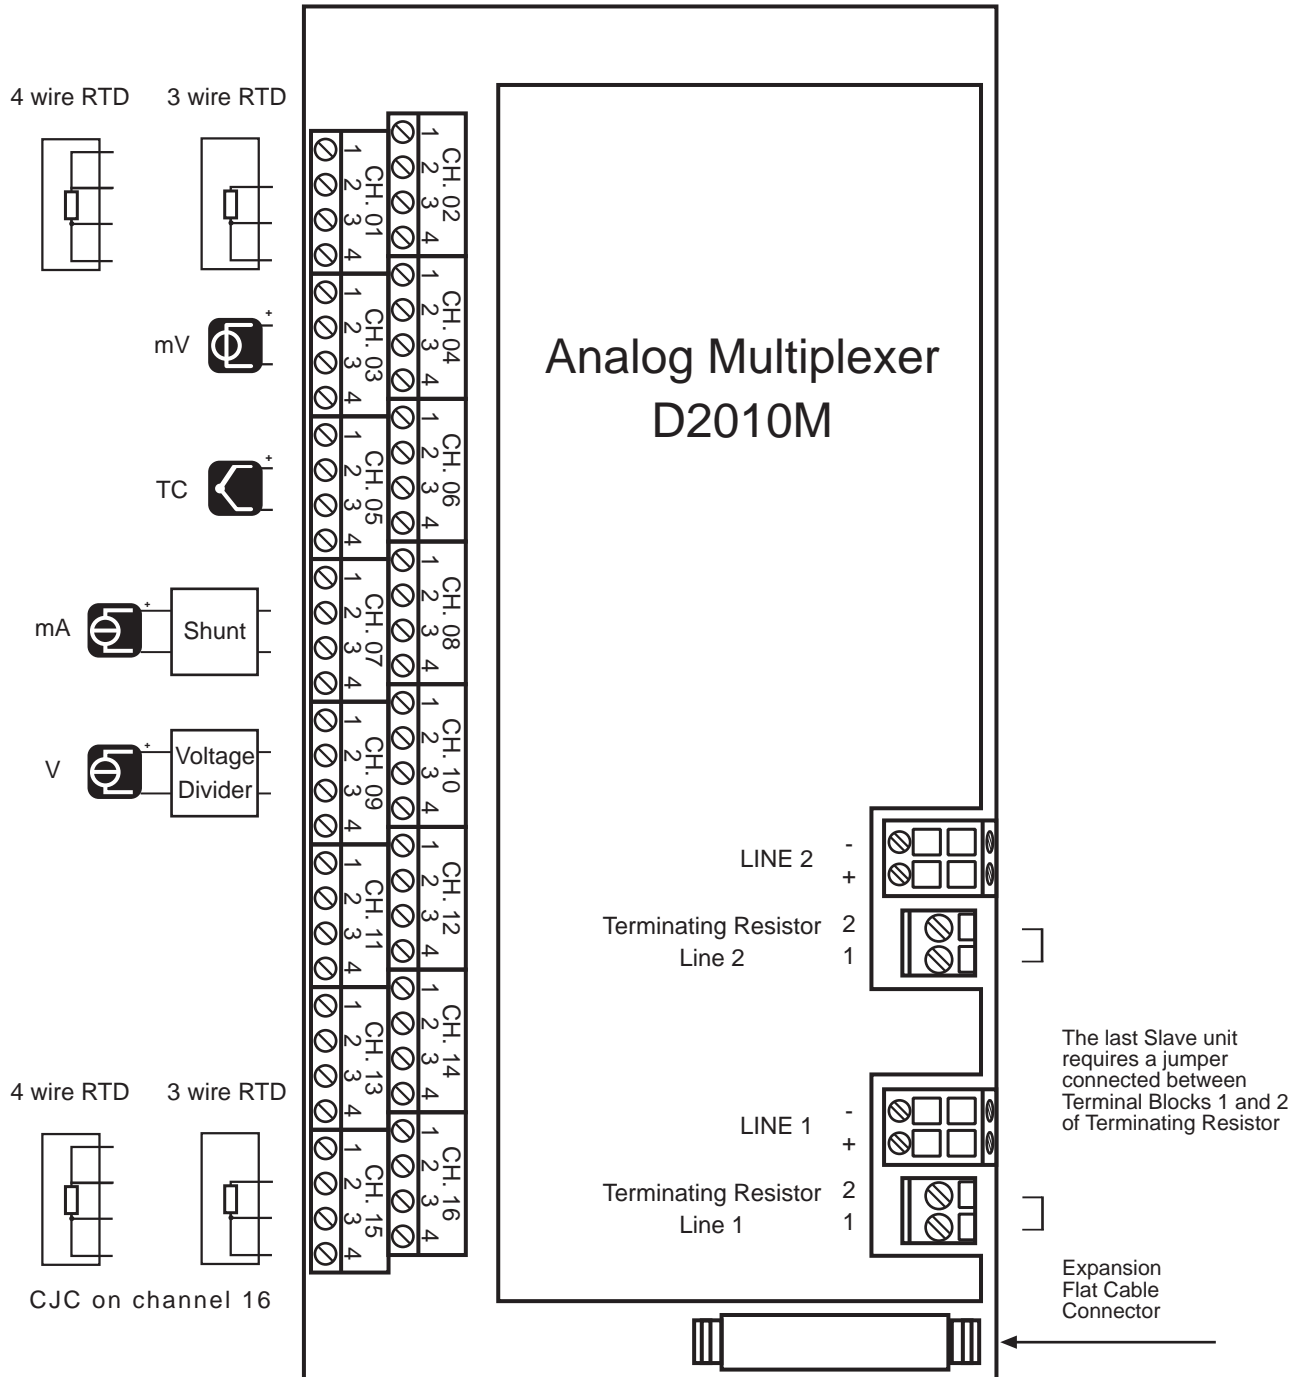 4 wire RTD 3 wire RTD
mV
+
TC
+
mA
+
Shunt
V
+
Voltage
Divider
4 wire RTD 3 wire RTD
CJC on channel 16
1 2 3 4
CH. 01
1 2 3 4
CH. 02
1 2 3 4
CH. 03
1 2 3 4
CH. 04
1 2 3 4
CH. 05
1 2 3 4
CH. 06
1 2 3 4
CH. 07
1 2 3 4
CH. 08
1 2 3 4
CH. 09
1 2 3 4
CH. 10
1 2 3 4
CH. 11
1 2 3 4
CH. 12
1 2 3 4
CH. 13
1 2 3 4
CH. 14
1 2 3 4
CH. 15
1 2 3 4
CH. 16
Analog Multiplexer
D2010M
LINE 2
-
+
Terminating Resistor 2
Line 2 1
LINE 1
-
+
Terminating Resistor 2
Line 1 1
The last Slave unit
requires a jumper
connected between
Terminal Blocks 1 and 2
of Terminating Resistor
Expansion
Flat Cable
Connector